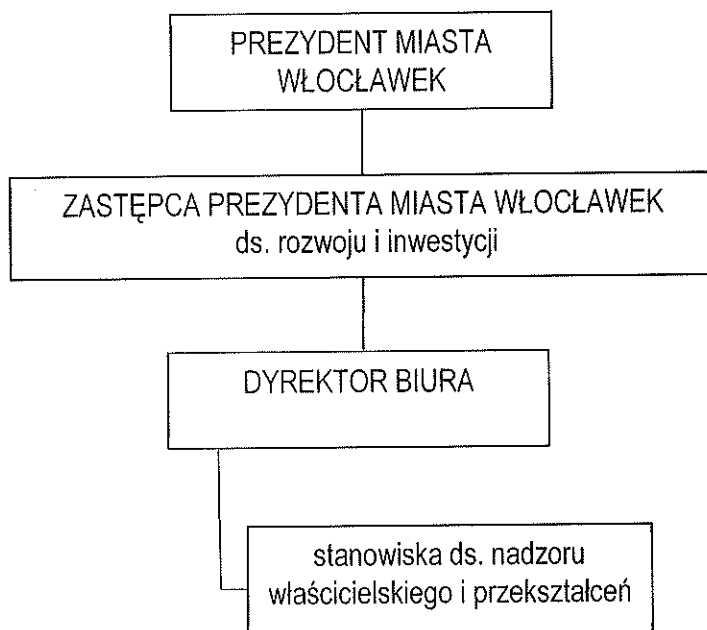 PREZYDENT MIASTA
WŁOCŁAWEK
ZASTĘPCA PREZYDENTA MIASTA WŁOCŁAWEK
ds. rozwoju i inwestycji
DYREKTOR BIURA
stanowiska ds. nadzoru
właścicielskiego i przekształceń